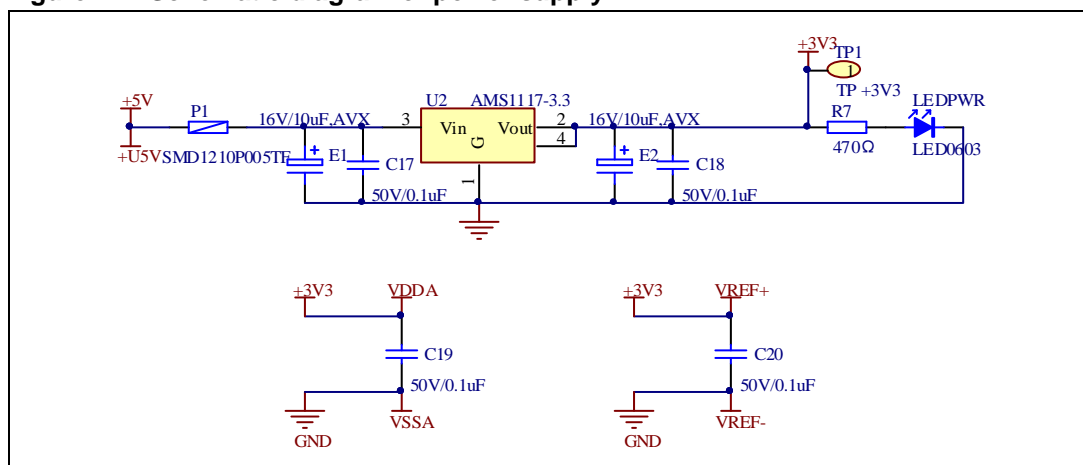 +3V3
TP1
1
TP +3V3
+5V
P1
+U5V
SMD1210P005TF
16V/10uF,AVX
E1
C17
50V/0.1uF
U2
AMS1117-3.3
3
Vin
Vout
G
2
4
1
16V/10uF,AVX
E2
C18
50V/0.1uF
R7
470Ω
LEDPWR
LED0603
+3V3
VDDA
C19
50V/0.1uF
GND
VSSA
+3V3
VREF+
C20
50V/0.1uF
GND
VREF-